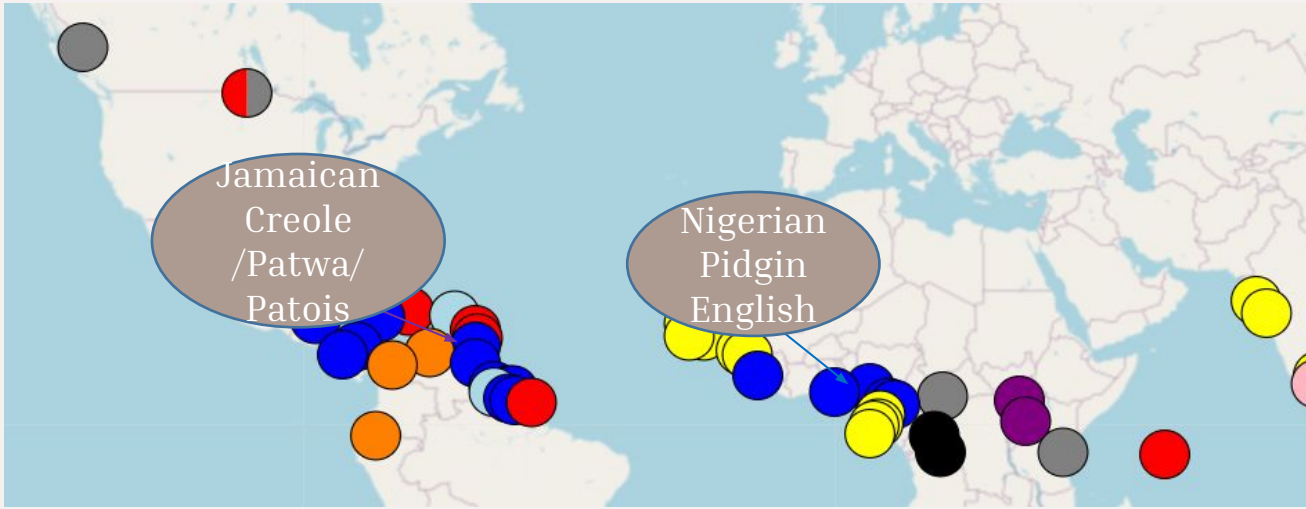 Jamaican
Creole
/Patwa/
Patois
Nigerian
Pidgin
English